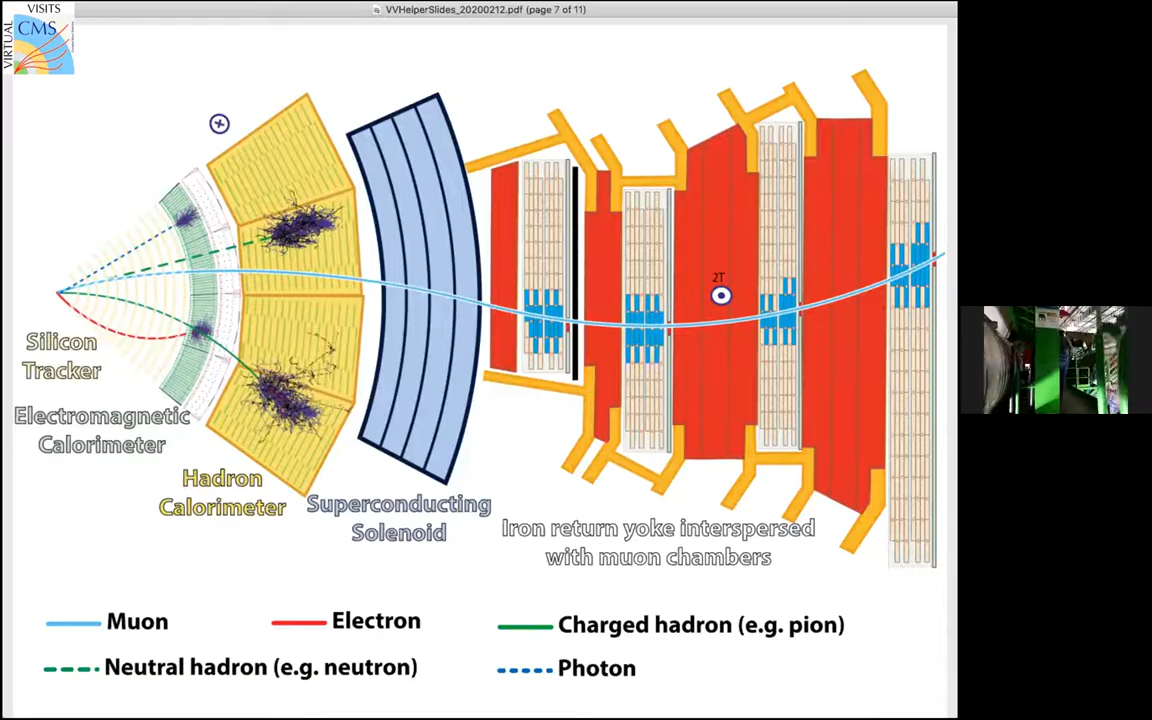 VVHelperSlides_20200212.pdf (page 7 of 11)
VIRTUAL
VISITS
CMS
2T
Silicon
Tracker
Electromagnetic
Calorimeter
Hadron
Calorimeter
Superconducting
Solenoid
Iron return yoke interspersed
with muon chambers
Muon
Electron
Charged hadron (e.g. pion)
Neutral hadron (e.g. neutron)
Photon